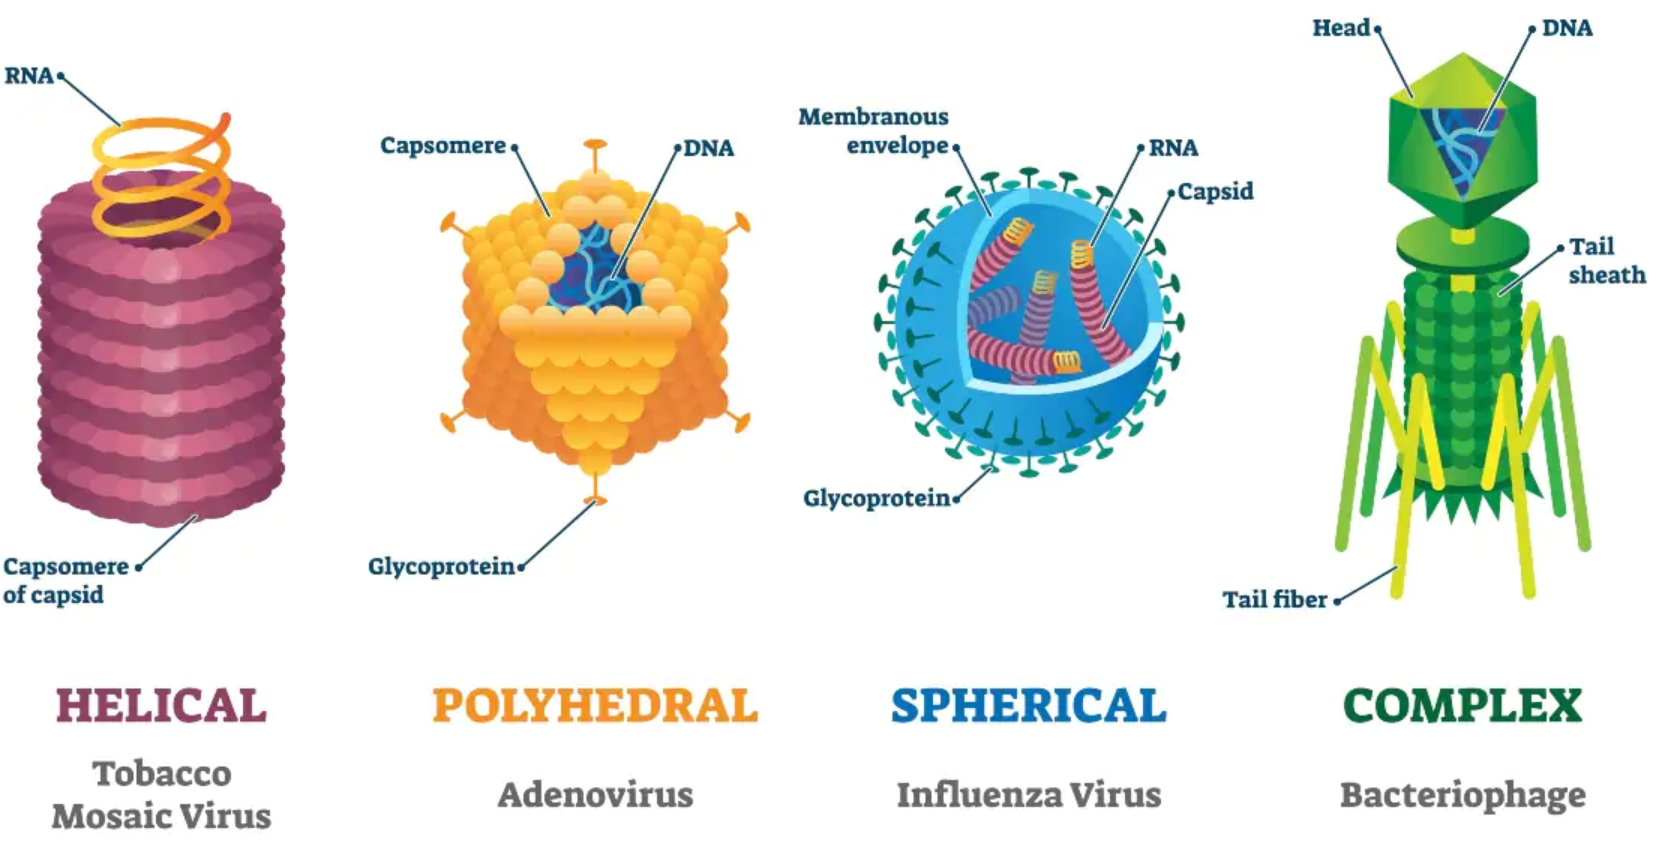 RNA
Capsomere
of capsid
HELICAL
Tobacco
Mosaic Virus
Capsomere
DNA
Glycoprotein
POLYHEDRAL
Adenovirus
Membranous
envelope
RNA
Capsid
Glycoprotein
SPHERICAL
Influenza Virus
Head
DNA
Tail
sheath
Tail fiber
COMPLEX
Bacteriophage